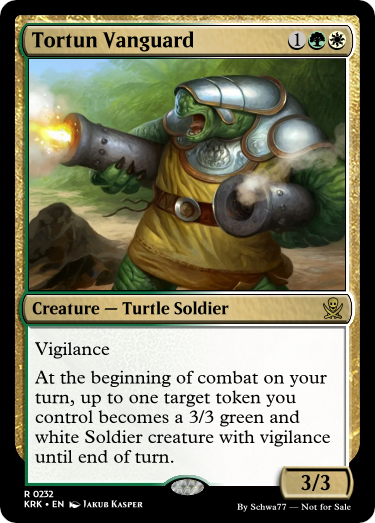 Tortun Vanguard 1
Creature — Turtle Soldier
Vigilance
At the beginning of combat on your
turn, up to one target token you
control becomes a 3/3 green and
white Soldier creature with vigilance
until end of turn.
3/3
R 0232
KRK • EN Jakub Kasper
By Schwa77 — Not for Sale